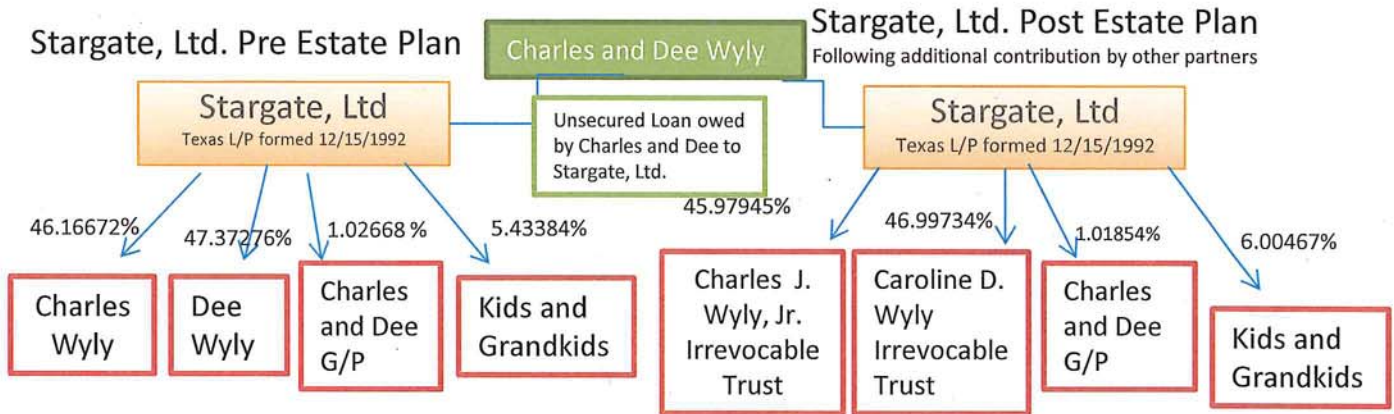 Stargate, Ltd. Pre Estate Plan
Charles and Dee Wyly
Stargate, Ltd. Post Estate Plan
Following additional contribution by other partners
Stargate, Ltd
Texas L/P formed 12/15/1992
Unsecured Loan owed
by Charles and Dee to
Stargate, Ltd.
Stargate, Ltd
Texas L/P formed 12/15/1992
46.16672%
47.37276%
1.02668 %
5.43384%
45.97945%
46.99734%
1.01854%
6.00467%
Charles
Wyly
Dee
Wyly
Charles
and Dee
G/P
Kids and
Grandkids
Charles J.
Wyly, Jr.
Irrevocable
Trust
Caroline D.
Wyly
Irrevocable
Trust
Charles
and Dee
G/P
Kids and
Grandkids